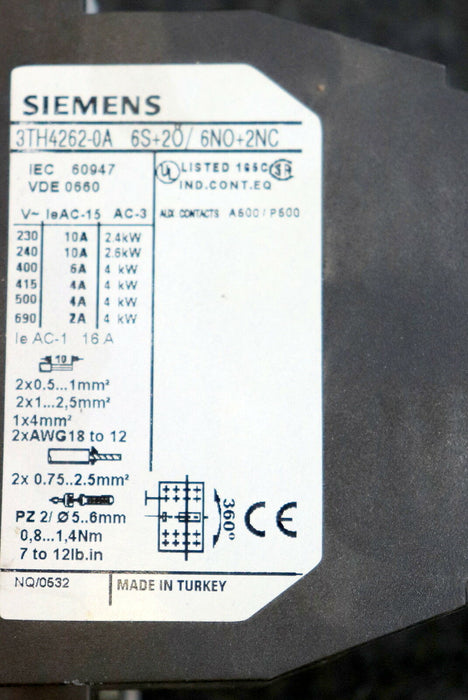 SIEMENS
3TH4262-0A 6S+2Ö/ 6NO+2NC
IEC 60947
VDE 0660
UL LISTED 165C
IND.CONT.EQ
V~ IeAC-15 AC-3
AUX CONTACTS A600 / P600
230 10A 2.4kW
240 10A 2.6kW
400 6A 4 kW
415 4A 4 kW
500 4A 4 kW
690 2A 4 kW
Ie AC-1 16 A
10
2x0.5...1mm²
2x1...2,5mm²
1x4mm²
2xAWG18 to 12
2x 0.75...2.5mm²
PZ 2/ Ø 5...6mm
0,8...1,4Nm
7 to 12lb.in
360°
CE
NQ/0532
MADE IN TURKEY